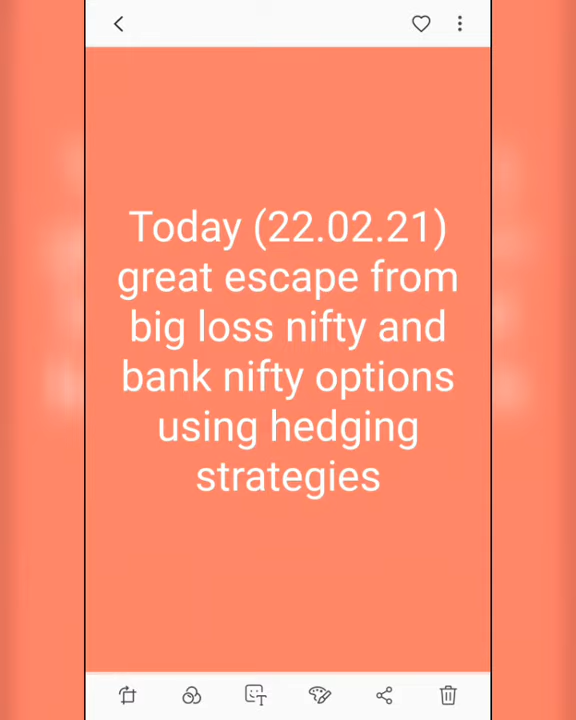 Today (22.02.21)
great escape from
big loss nifty and
bank nifty options
using hedging
strategies